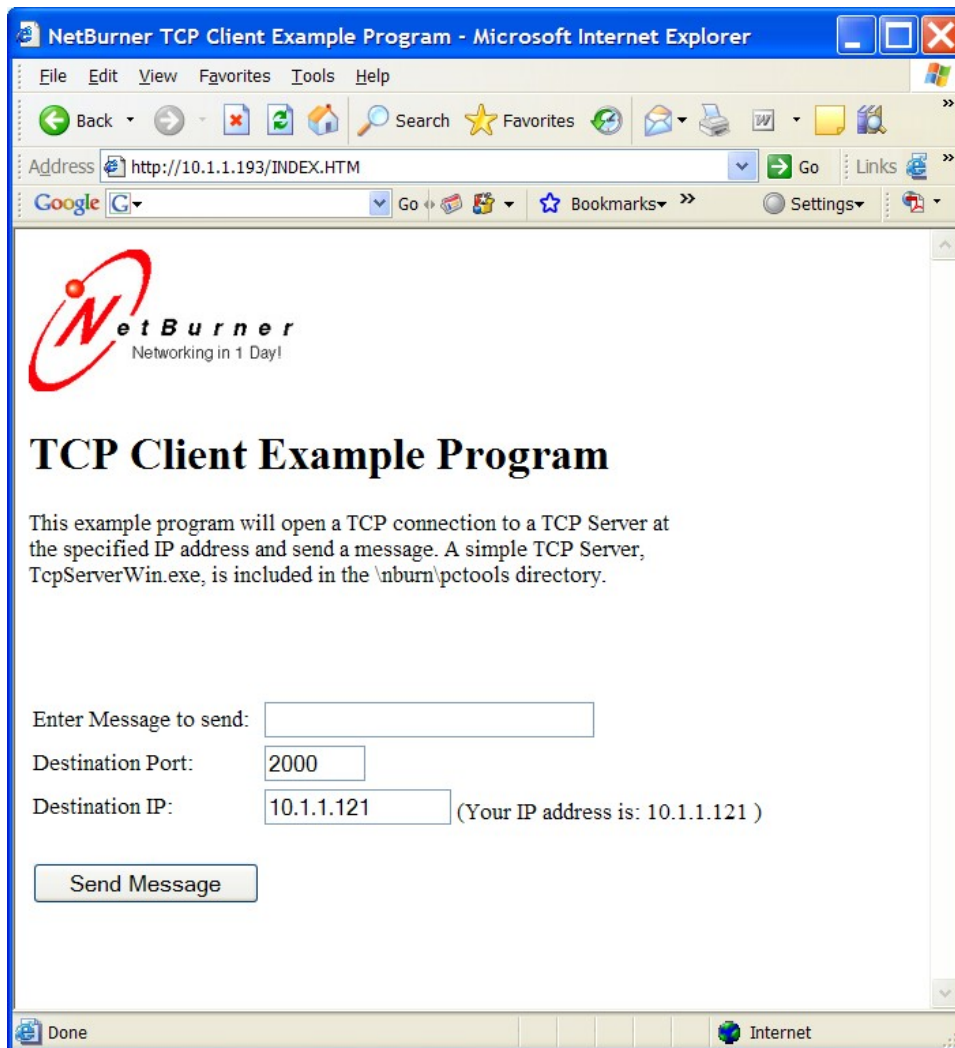 NetBurner TCP Client Example Program - Microsoft Internet Explorer
File Edit View Favorites Tools Help
Back Search Favorites W »
Address http://10.1.1.193/INDEX.HTM Go Links »
Google G Go Bookmarks » Settings
NetBurner
Networking in 1 Day!
TCP Client Example Program
This example program will open a TCP connection to a TCP Server at
the specified IP address and send a message. A simple TCP Server,
TcpServerWin.exe, is included in the \nburn\pctools directory.
Enter Message to send:
Destination Port: 2000
Destination IP: 10.1.1.121 (Your IP address is: 10.1.1.121 )
Send Message
Done Internet